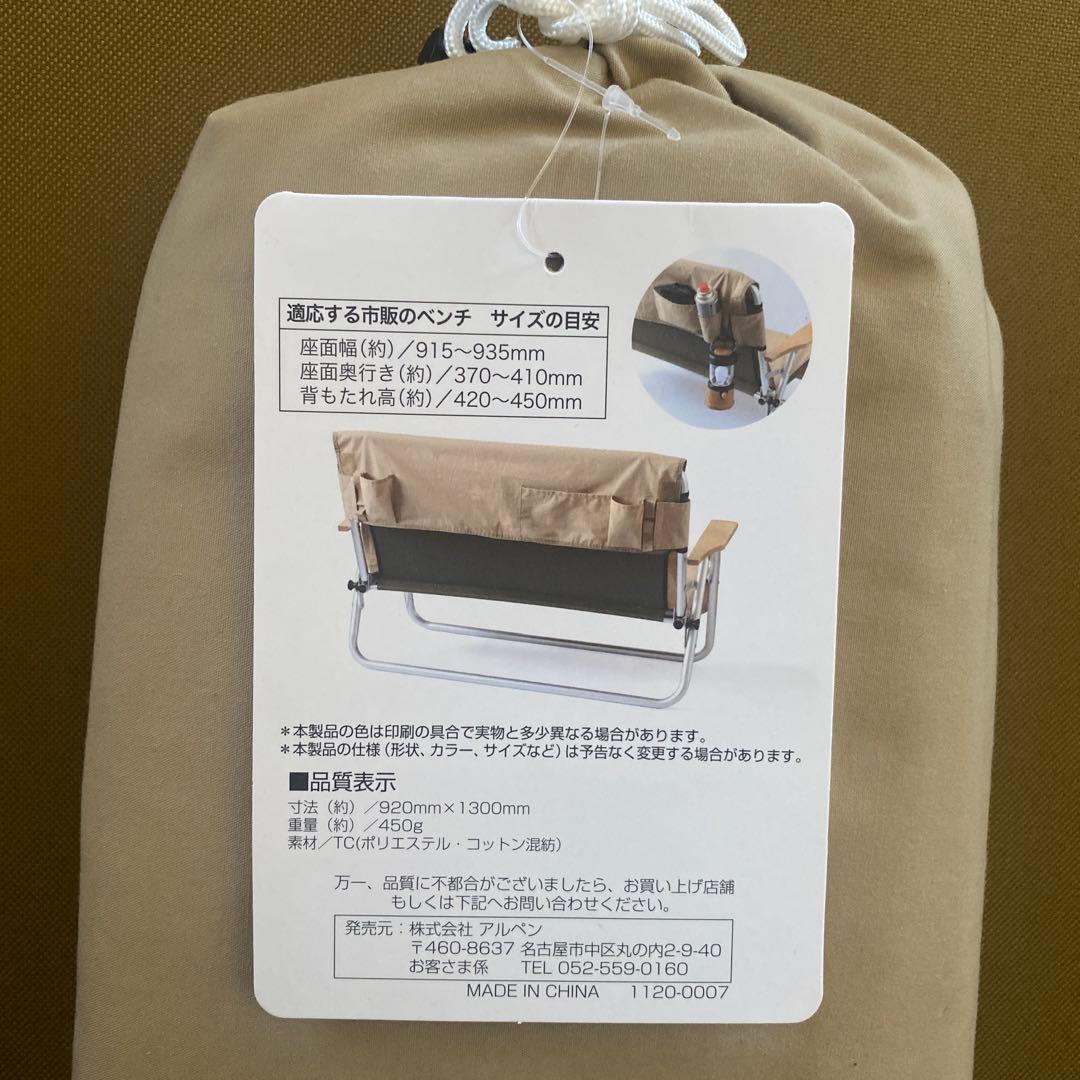 適応する市販のベンチ　サイズの目安
座面幅(約)/915〜935mm
座面奥行き(約)/370〜410mm
背もたれ高(約)/420〜450mm
＊本製品の色は印刷の具合で実物と多少異なる場合があります。
＊本製品の仕様（形状、カラー、サイズなど）は予告なく変更する場合があります。
■品質表示
寸法（約）／920mm×1300mm
重量（約）／450g
素材／TC(ポリエステル・コットン混紡)
万一、品質に不都合がございましたら、お買い上げ店舗
もしくは下記へお問い合わせください。
発売元：株式会社 アルペン
〒460-8637 名古屋市中区丸の内2-9-40
お客さま係　TEL 052-559-0160
MADE IN CHINA　1120-0007